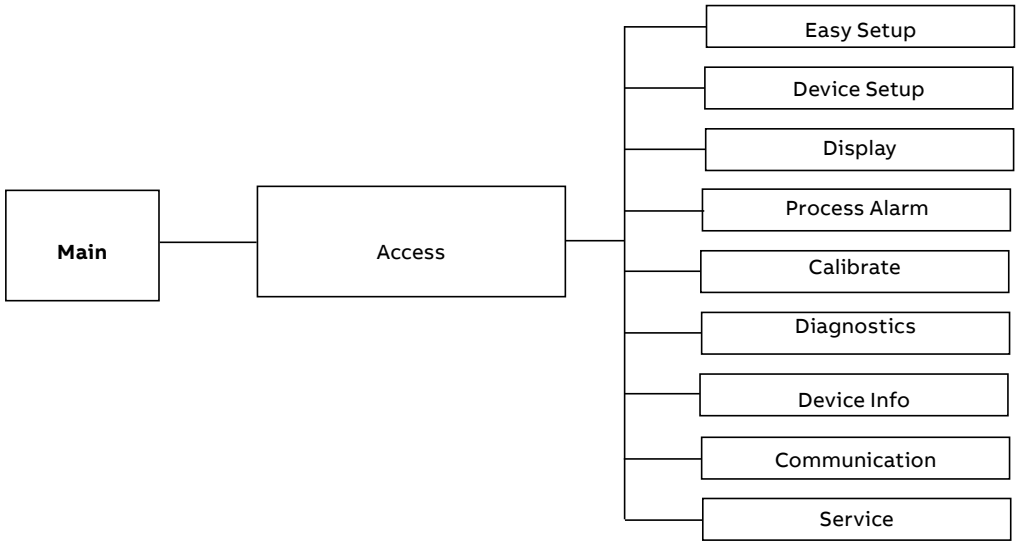 Main
Access
Easy Setup
Device Setup
Display
Process Alarm
Calibrate
Diagnostics
Device Info
Communication
Service